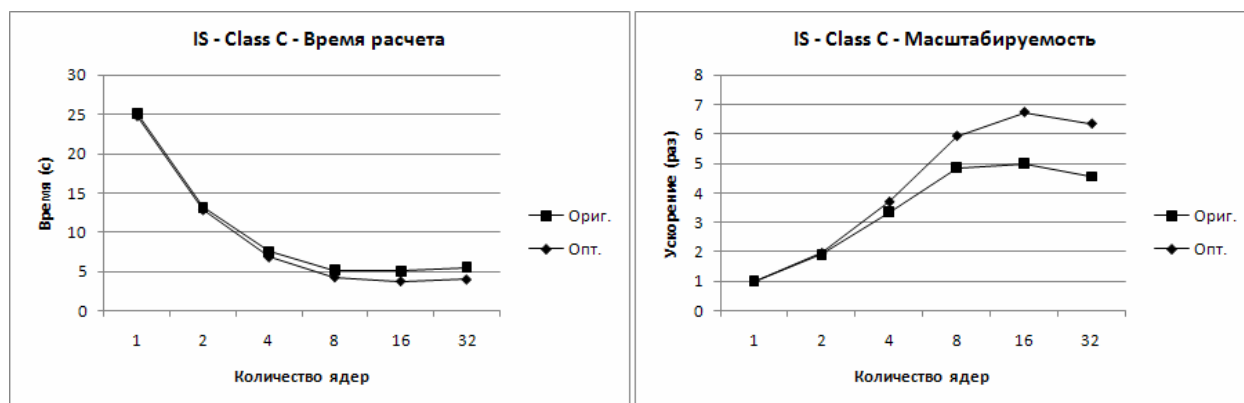 IS - Class C - Время расчета
30
25
20
15
10
5
0
Время (с)
1 2 4 8 16 32
Количество ядер
Ориг.
Опт.
IS - Class C - Масштабируемость
8
7
6
5
4
3
2
1
0
Ускорение (раз)
1 2 4 8 16 32
Количество ядер
Ориг.
Опт.